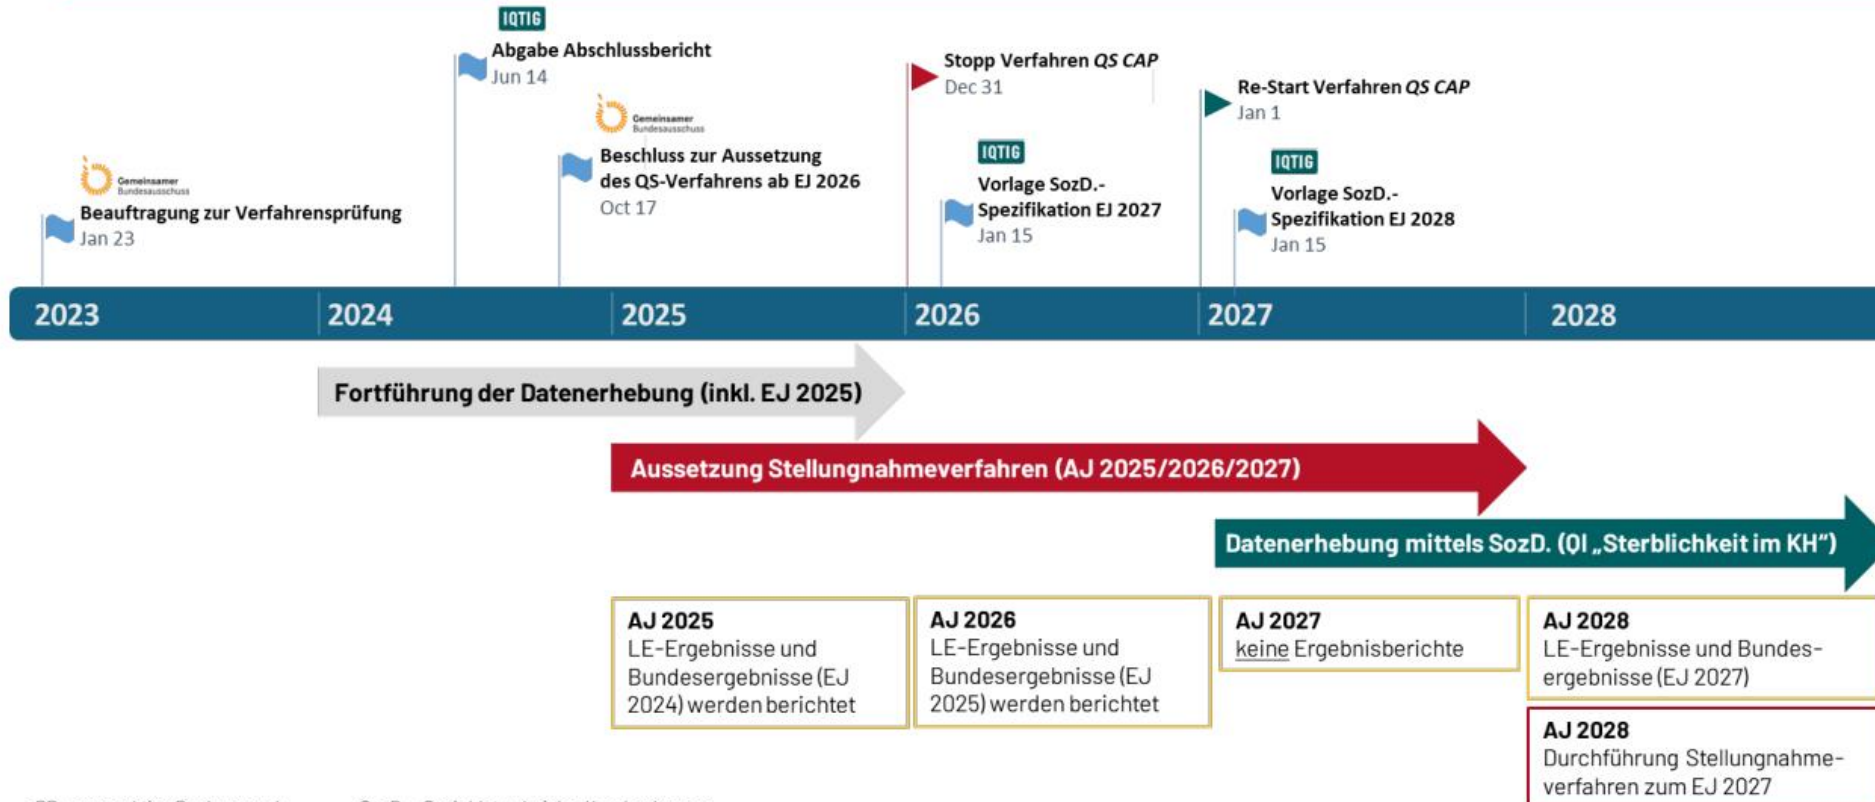 IQTIG
Abgabe Abschlussbericht
Jun 14
Gemeinsamer
Bundesausschuss
Beschluss zur Aussetzung
des QS-Verfahrens ab EJ 2026
Oct 17
Gemeinsamer
Bundesausschuss
Beauftragung zur Verfahrensprüfung
Jan 23
Stopp Verfahren QS CAP
Dec 31
IQTIG
Vorlage SozD.-
Spezifikation EJ 2027
Jan 15
Re-Start Verfahren QS CAP
Jan 1
IQTIG
Vorlage SozD.-
Spezifikation EJ 2028
Jan 15
2023 2024 2025 2026 2027 2028
Fortführung der Datenerhebung (inkl. EJ 2025)
Aussetzung Stellungnahmeverfahren (AJ 2025/2026/2027)
Datenerhebung mittels SozD. (QI „Sterblichkeit im KH“)
AJ 2025
LE-Ergebnisse und
Bundesergebnisse (EJ
2024) werden berichtet
AJ 2026
LE-Ergebnisse und
Bundesergebnisse (EJ
2025) werden berichtet
AJ 2027
keine Ergebnisberichte
AJ 2028
LE-Ergebnisse und Bundes-
ergebnisse (EJ 2027)
AJ 2028
Durchführung Stellungnahme-
verfahren zum EJ 2027